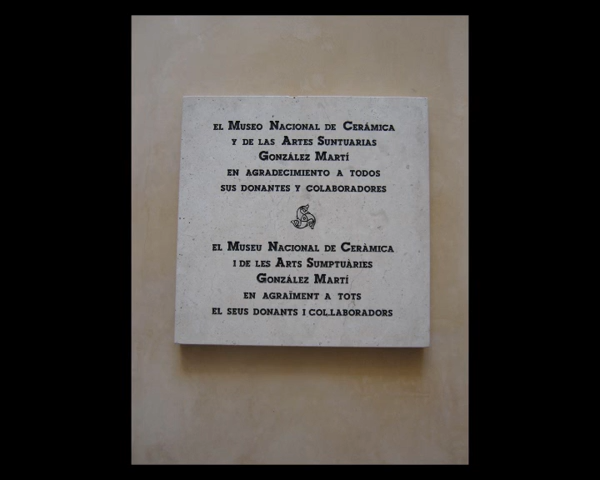 EL MUSEO NACIONAL DE CERÁMICA
Y DE LAS ARTES SUNTUARIAS
GONZÁLEZ MARTÍ
EN AGRADECIMIENTO A TODOS
SUS DONANTES Y COLABORADORES
EL MUSEU NACIONAL DE CERÀMICA
I DE LES ARTS SUMPTUÀRIES
GONZÁLEZ MARTÍ
EN AGRAÏMENT A TOTS
EL SEUS DONANTS I COL.LABORADORS